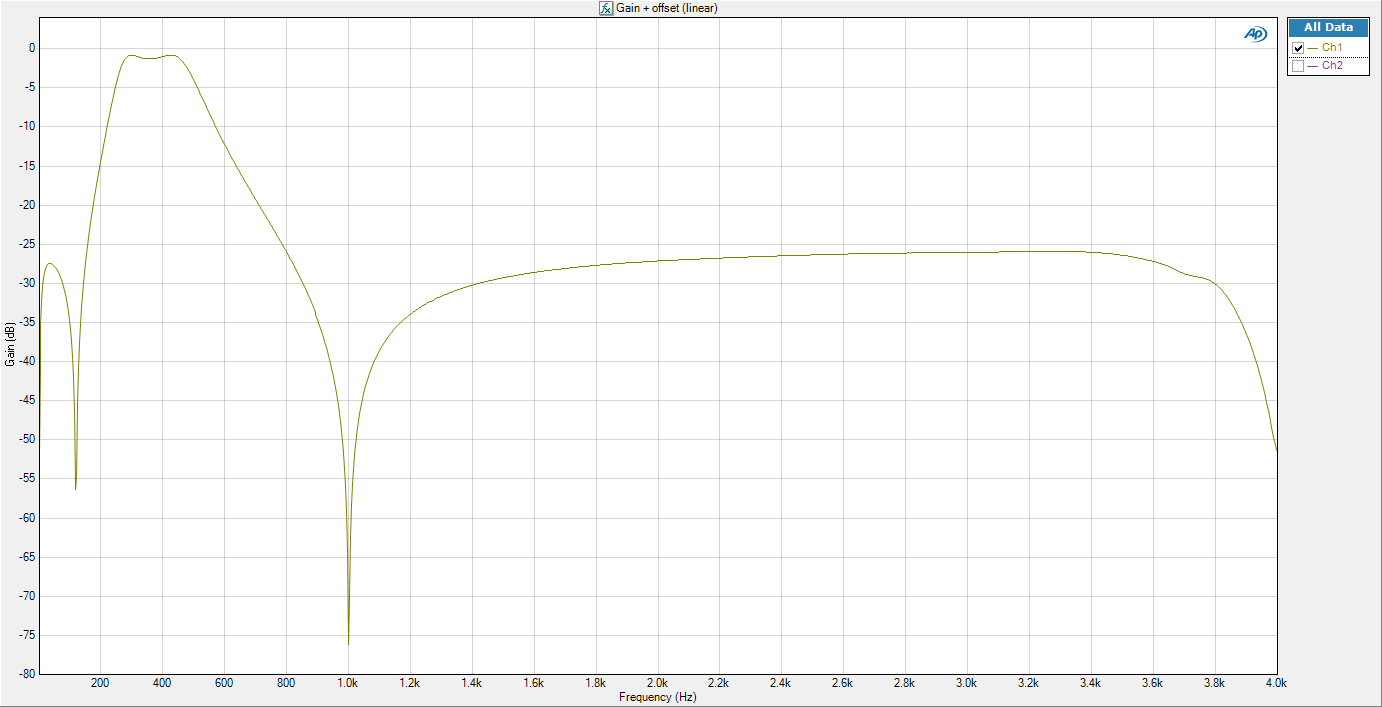 Gain + offset (linear)
All Data
Ch1
Ch2
AP
0
-5
-10
-15
-20
-25
-30
-35
-40
-45
-50
-55
-60
-65
-70
-75
-80
Gain (dB)
200 400 600 800 1.0k 1.2k 1.4k 1.6k 1.8k 2.0k 2.2k 2.4k 2.6k 2.8k 3.0k 3.2k 3.4k 3.6k 3.8k 4.0k
Frequency (Hz)